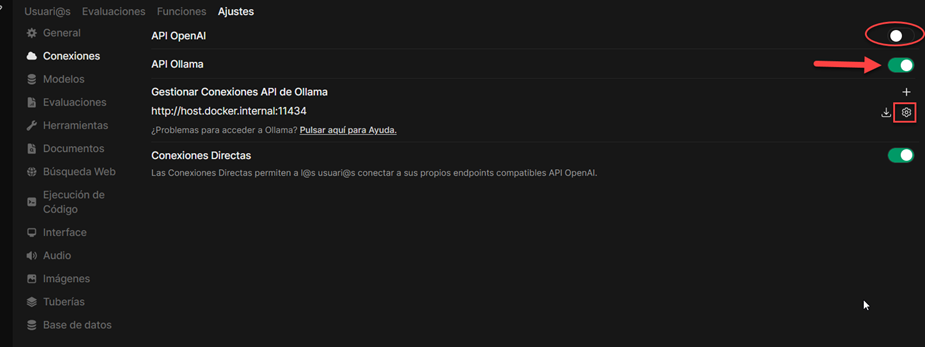 Usuari@s Evaluaciones Funciones Ajustes
General
Conexiones
Modelos
Evaluaciones
Herramientas
Documentos
Búsqueda Web
Ejecución de
Código
Interface
Audio
Imágenes
Tuberías
Base de datos
API OpenAI
API Ollama
Gestionar Conexiones API de Ollama
http://host.docker.internal:11434
¿Problemas para acceder a Ollama? Pulsar aquí para Ayuda.
Conexiones Directas
Las Conexiones Directas permiten a l@s usuari@s conectar a sus propios endpoints compatibles API OpenAI.